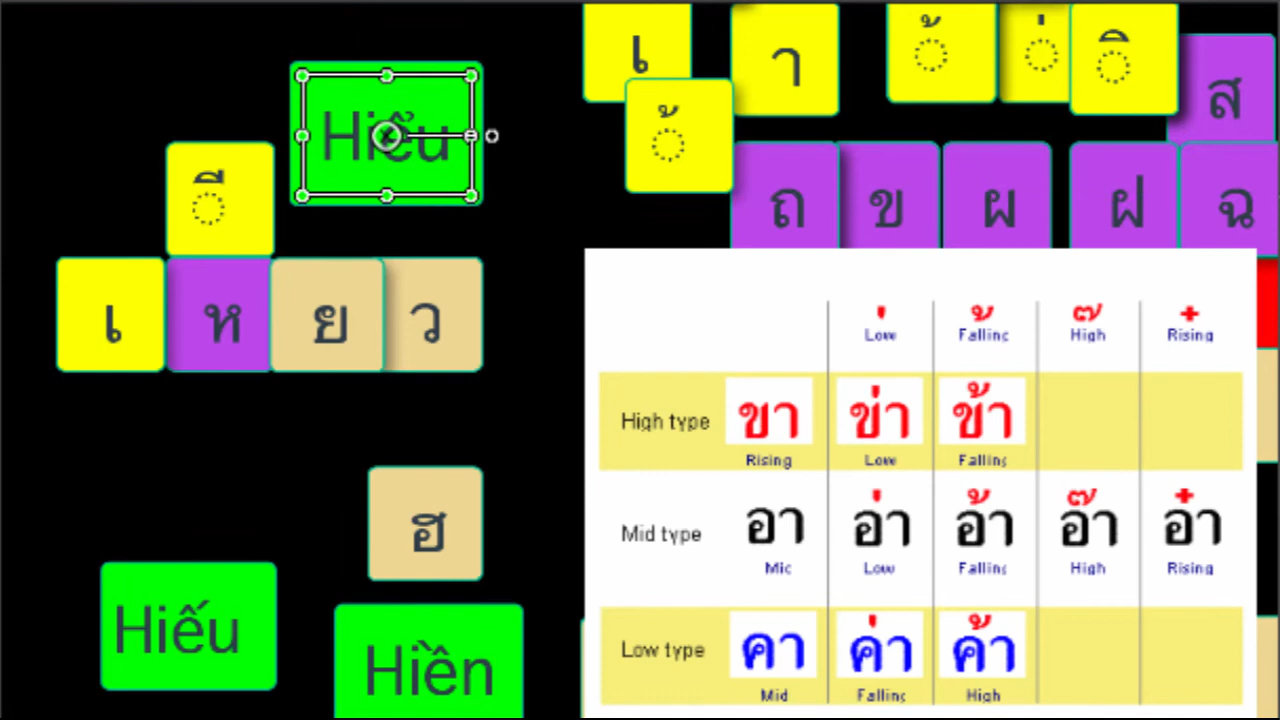 เ
า
◌้
◌่
◌ิ
ส
◌้
Hiểu
◌ี
ถ
ข
ผ
ฝ
ฉ
เ
ห
ย
ว
◌่ ◌้ ◌๊ ◌๋
Low Falling High Rising
High type ขา ข่า ข้า
Rising Low Falling
Mid type อา อ่า อ้า อ๊า อ๋า
Mid Low Falling High Rising
Low type คา ค่า ค้า
Mid Falling High
ฮ
Hiếu
Hiền